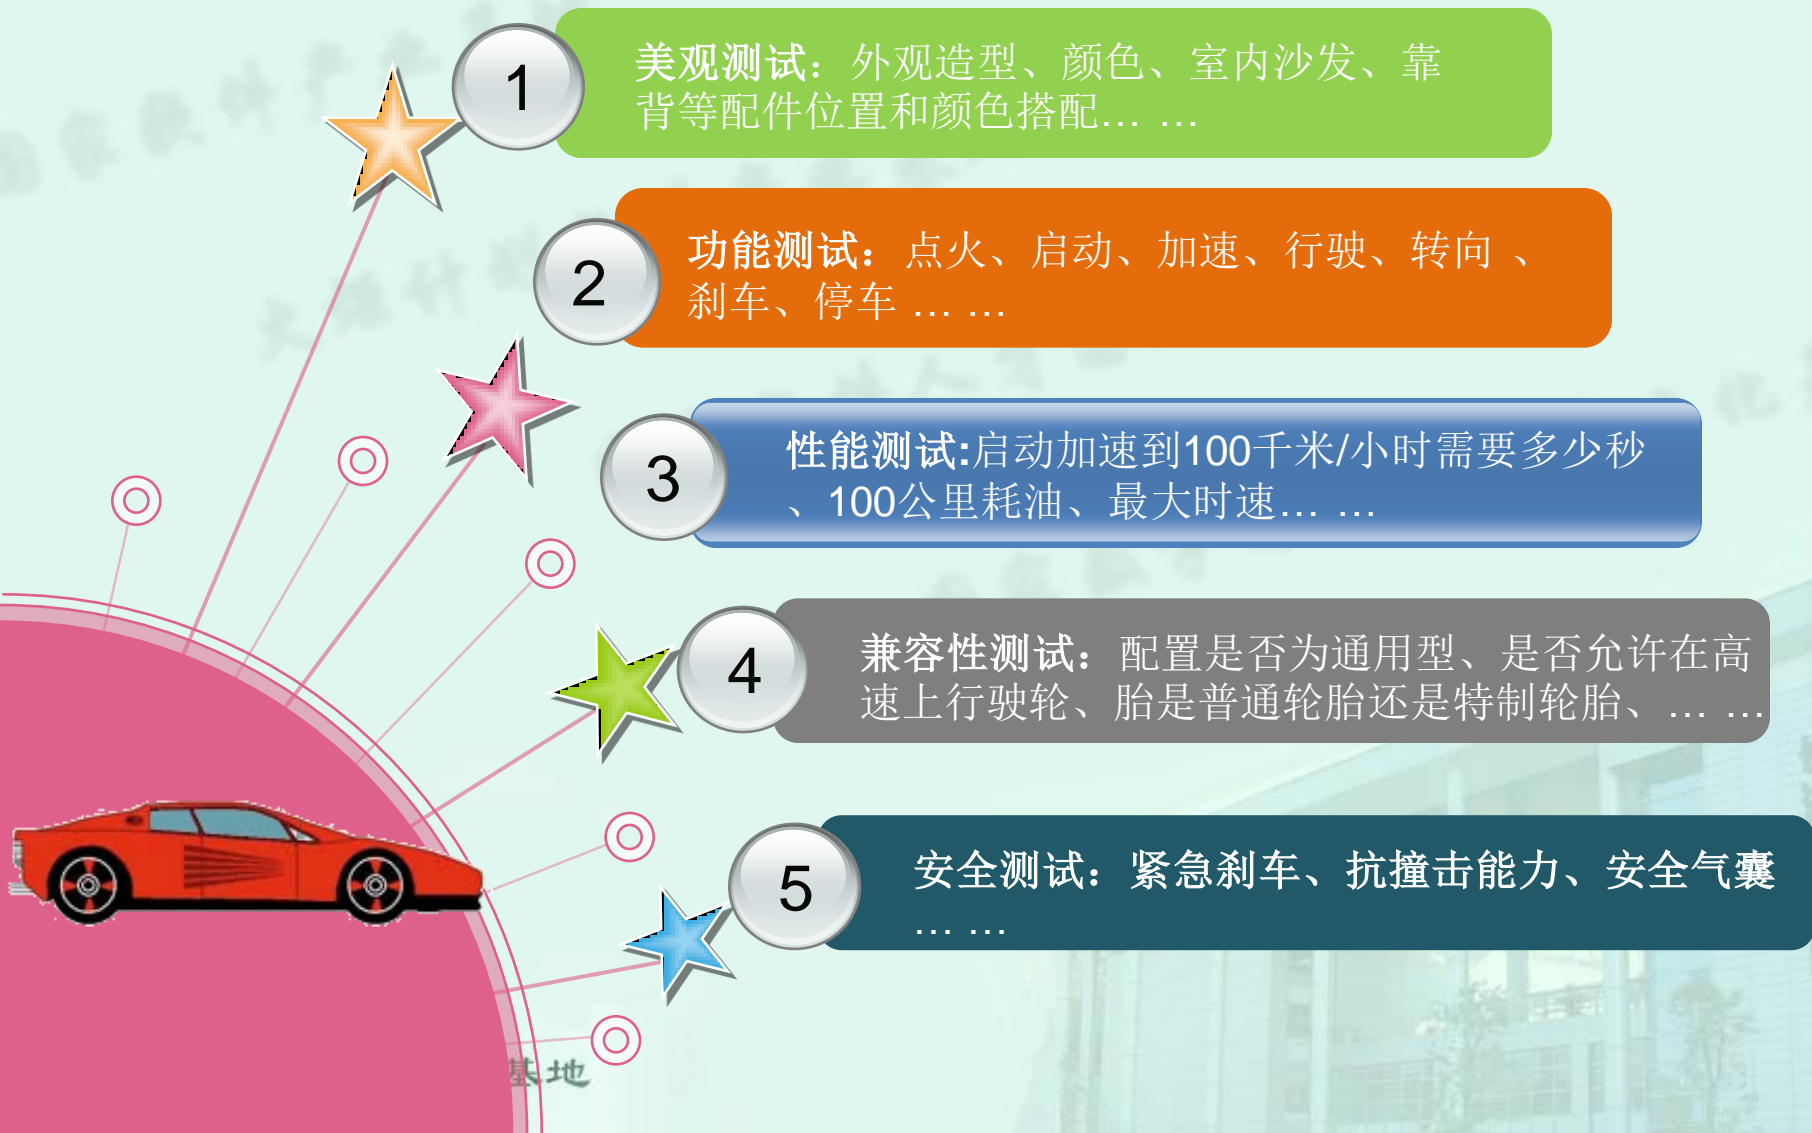 1
美观测试：外观造型、颜色、室内沙发、靠
背等配件位置和颜色搭配… …
2
功能测试：点火、启动、加速、行驶、转向 、
刹车、停车 … …
3
性能测试:启动加速到100千米/小时需要多少秒
、100公里耗油、最大时速… …
4
兼容性测试：配置是否为通用型、是否允许在高
速上行驶轮、胎是普通轮胎还是特制轮胎、… …
5
安全测试：紧急刹车、抗撞击能力、安全气囊
… …
基地